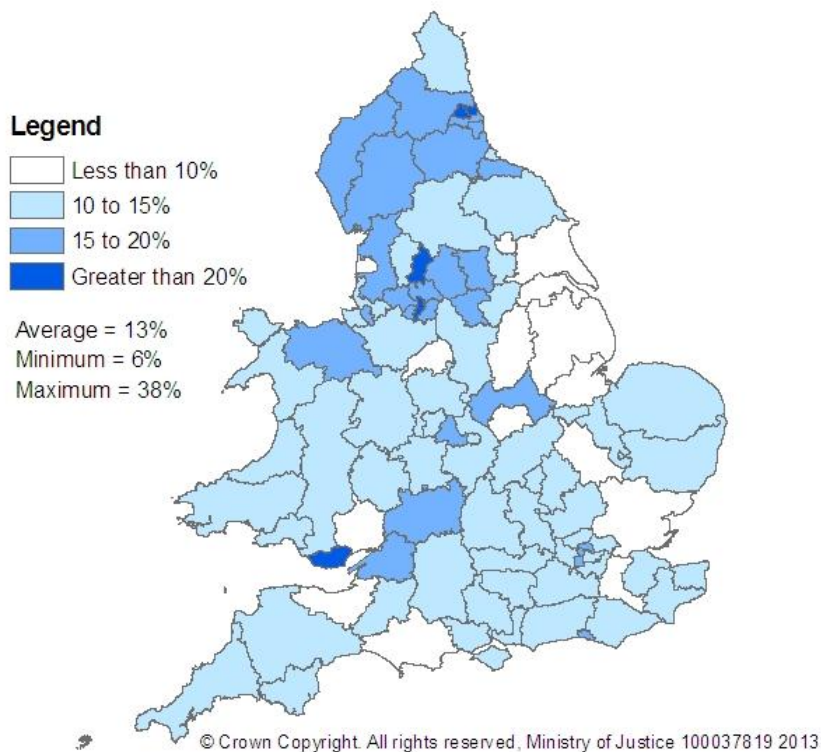 Legend
Less than 10%
10 to 15%
15 to 20%
Greater than 20%
Average = 13%
Minimum = 6%
Maximum = 38%
© Crown Copyright. All rights reserved, Ministry of Justice 100037819 2013